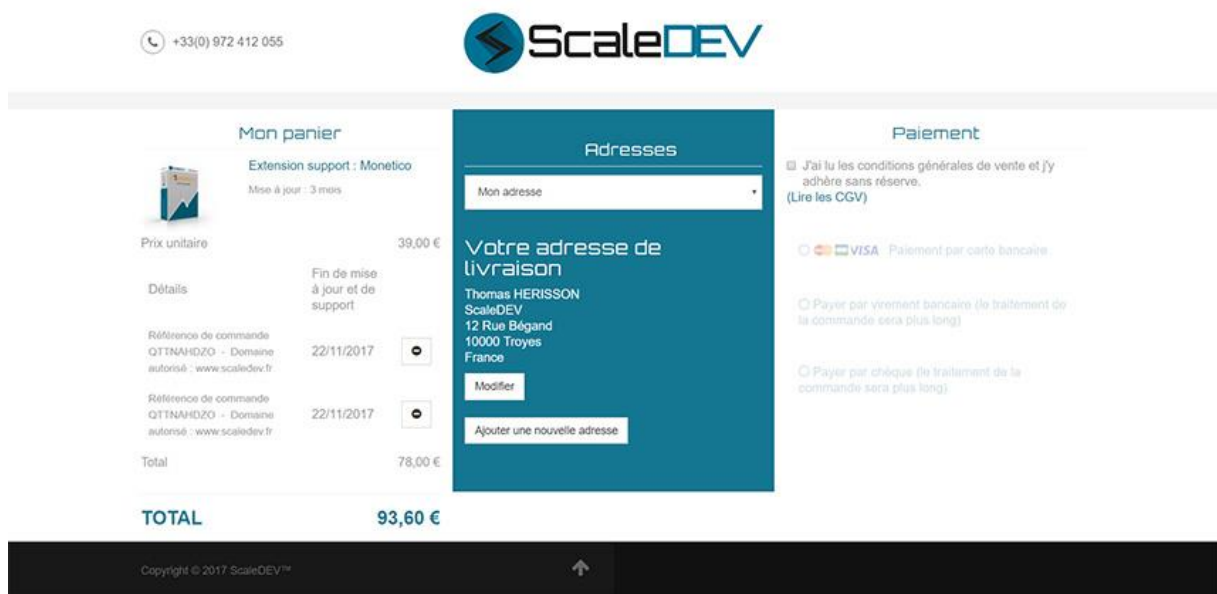 +33(0) 972 412 055
ScaleDEV
Mon panier
Extension support : Monetico
Mise à jour : 3 mois
Prix unitaire 39,00 €
Détails
Fin de mise
à jour et de
support
Référence de commande
QTTNAHDZO - Domaine
autorisé : www.scaledev.fr
22/11/2017
Référence de commande
QTTNAHDZO - Domaine
autorisé : www.scaledev.fr
22/11/2017
Total 78,00 €
TOTAL 93,60 €
Adresses
Mon adresse
Votre adresse de
livraison
Thomas HERISSON
ScaleDEV
12 Rue Bégand
10000 Troyes
France
Modifier
Ajouter une nouvelle adresse
Paiement
J'ai lu les conditions générales de vente et j'y
adhère sans réserve.
(Lire les CGV)
VISA Paiement par carte bancaire
Payer par virement bancaire (le traitement de
la commande sera plus long)
Payer par chèque (le traitement de la
commande sera plus long)
Copyright © 2017 ScaleDEV™